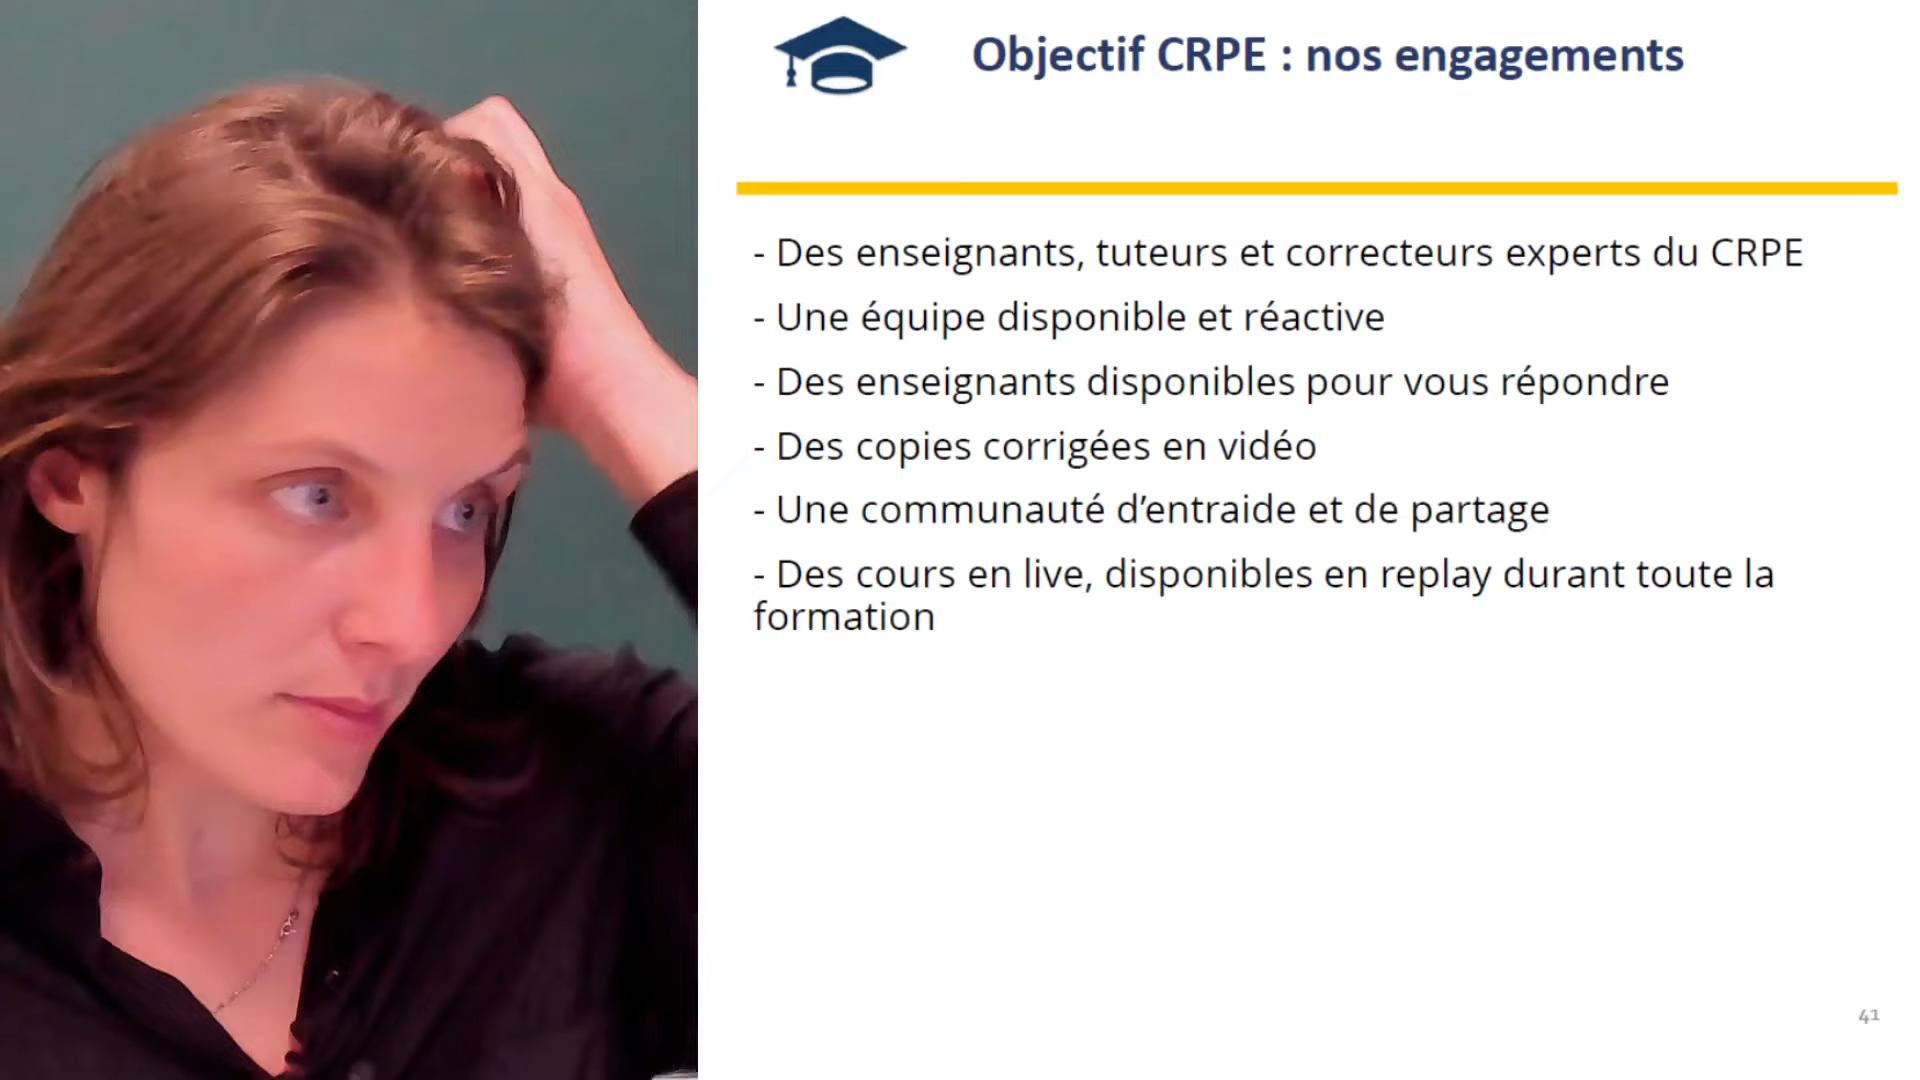 Objectif CRPE : nos engagements
- Des enseignants, tuteurs et correcteurs experts du CRPE
- Une équipe disponible et réactive
- Des enseignants disponibles pour vous répondre
- Des copies corrigées en vidéo
- Une communauté d’entraide et de partage
- Des cours en live, disponibles en replay durant toute la
formation
41